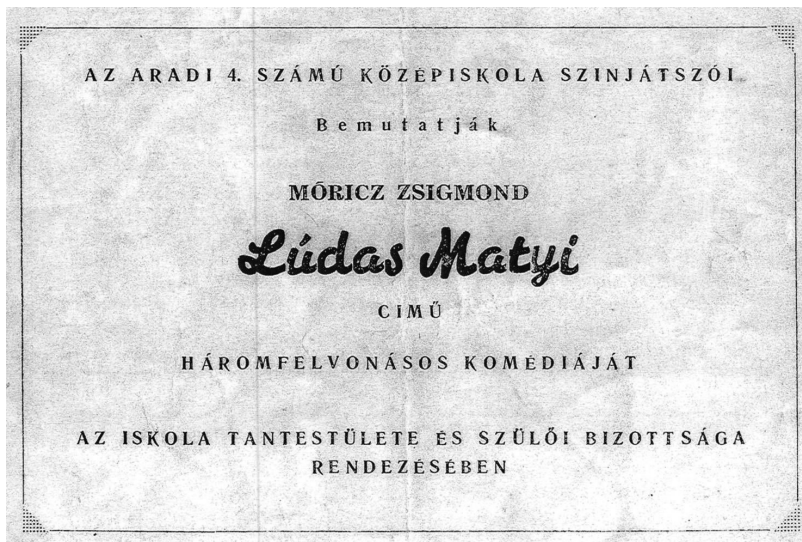 AZ ARADI 4. SZÁMÚ KÖZÉPISKOLA SZINJÁTSZÓI
Bemutatják
MÓRICZ ZSIGMOND
Lúdas Matyi
CIMŰ
HÁROMFELVONÁSOS KOMÉDIÁJÁT
AZ ISKOLA TANTESTÜLETE ÉS SZÜLŐI BIZOTTSÁGA
RENDEZÉSÉBEN